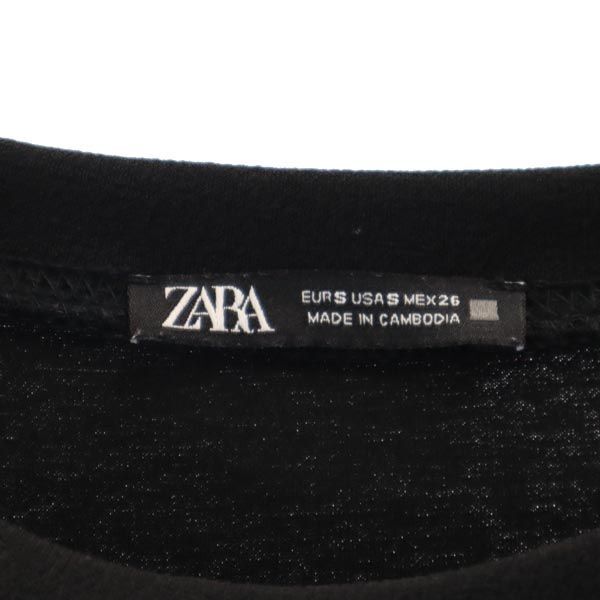 ZARA
EUR S USA S MEX 26
MADE IN CAMBODIA